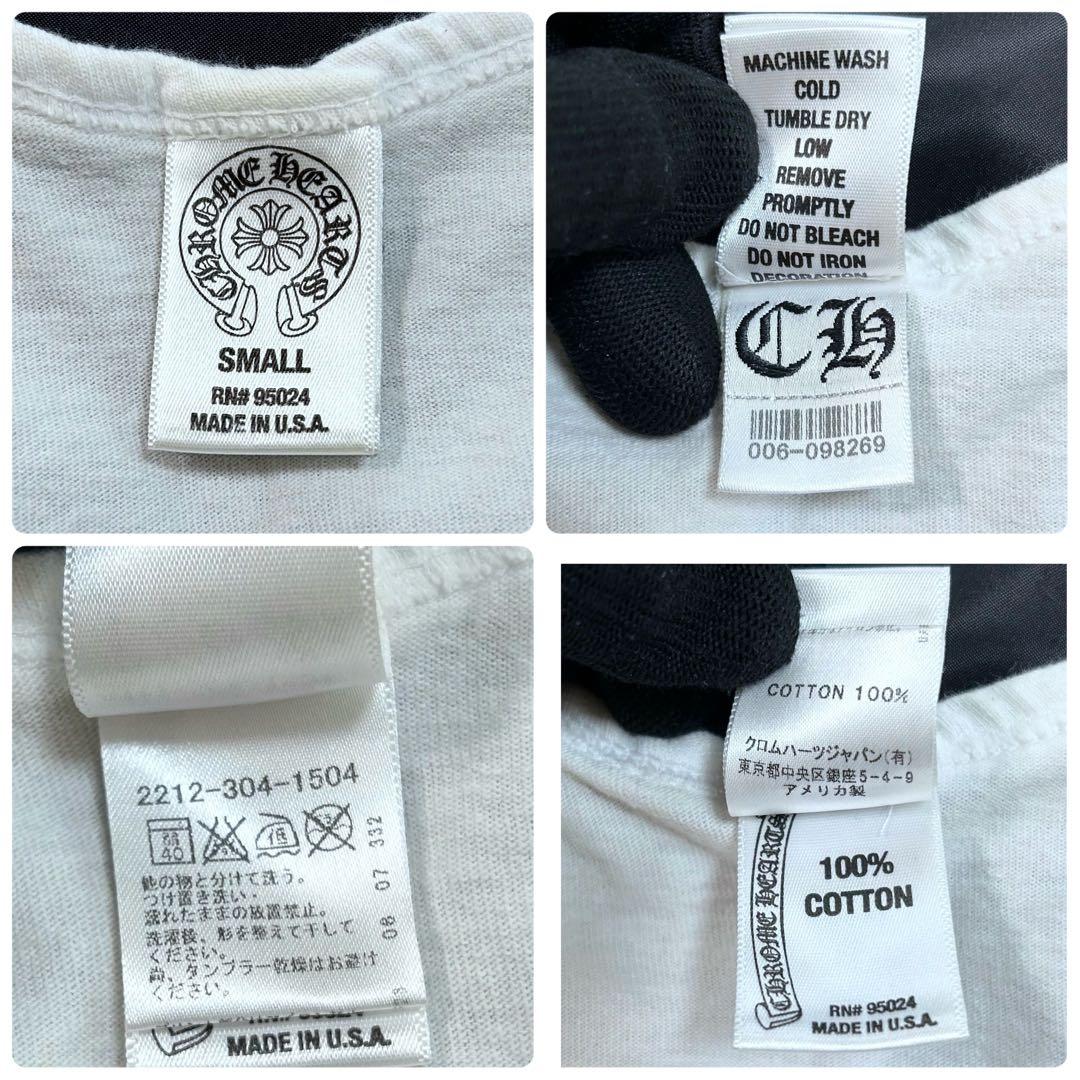 CHROME HEARTS
SMALL
RN# 95024
MADE IN U.S.A.
MACHINE WASH
COLD
TUMBLE DRY
LOW
REMOVE
PROMPTLY
DO NOT BLEACH
DO NOT IRON
DECORATION
CH
006-098269
2212-304-1504
弱
40
低
他の物と分けて洗う。
つけ置き洗い・
濡れたままの放置禁止。
洗濯後、形を整えて干して
ください。
尚、タンブラー乾燥はお避け
ください。
08 07 332
MADE IN U.S.A.
COTTON 100%
クロムハーツジャパン(有)
東京都中央区銀座5-4-9
アメリカ製
CHROME HEARTS
100%
COTTON
RN# 95024
MADE IN U.S.A.